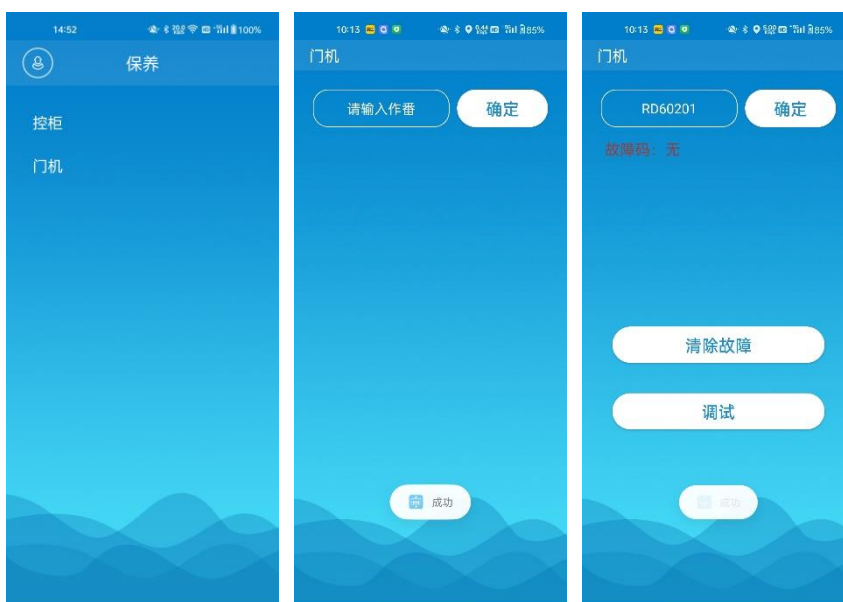 14:52
100%
保养
控柜
门机
10:13
85%
门机
请输入作番
确定
成功
10:13
85%
门机
RD60201
确定
故障码：无
清除故障
调试
成功